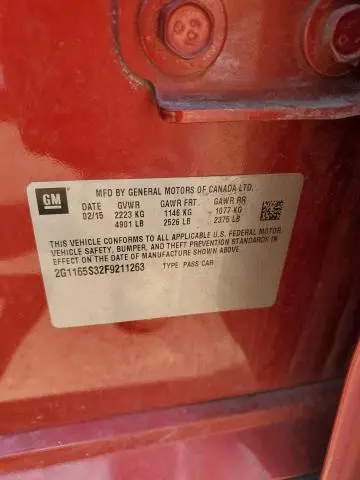 GM
MFD BY GENERAL MOTORS OF CANADA LTD.
DATE GVWR GAWR FRT GAWR RR
02/15 2223 KG 1146 KG 1077 KG
4901 LB 2526 LB 2375 LB
THIS VEHICLE CONFORMS TO ALL APPLICABLE U.S. FEDERAL MOTOR
VEHICLE SAFETY, BUMPER, AND THEFT PREVENTION STANDARDS IN
EFFECT ON THE DATE OF MANUFACTURE SHOWN ABOVE.
2G1165S32F9211263 TYPE: PASS CAR